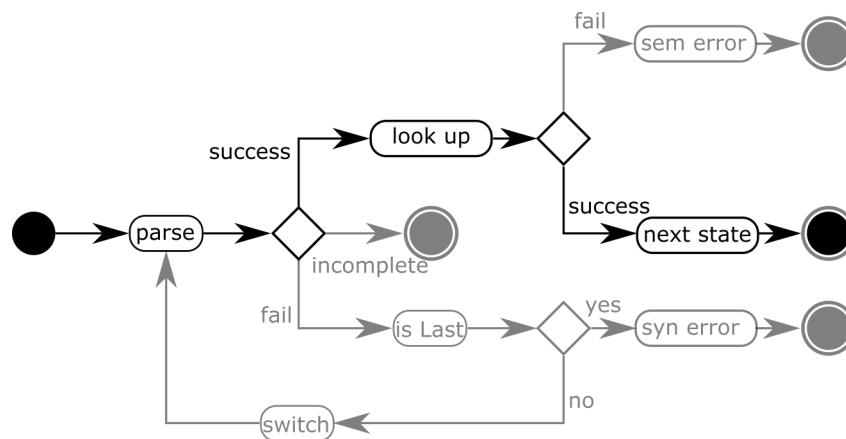 fail
sem error
look up
success
success
parse
next state
incomplete
fail
is Last
yes
syn error
no
switch